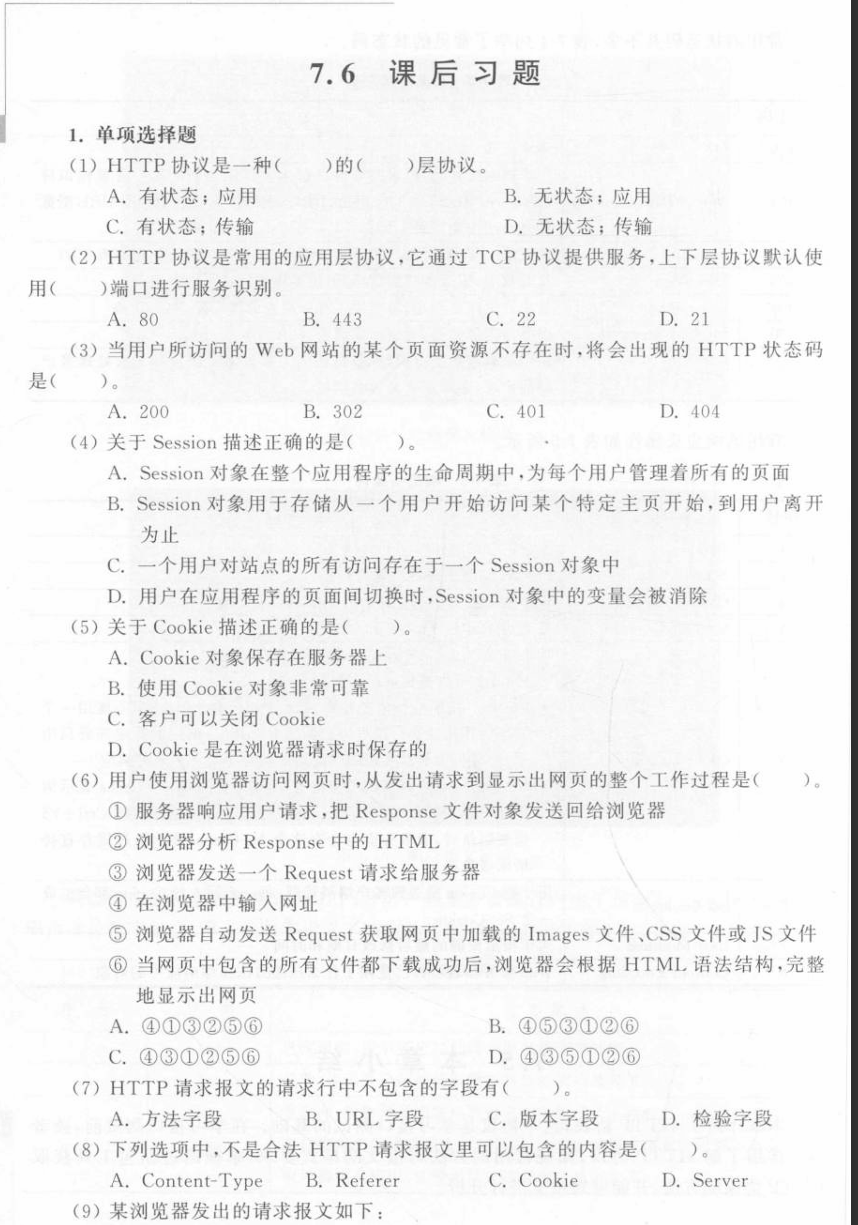 7.6 课后习题
1. 单项选择题
(1) HTTP 协议是一种( )的( )层协议。
A. 有状态; 应用 B. 无状态; 应用
C. 有状态; 传输 D. 无状态; 传输
(2) HTTP 协议是常用的应用层协议,它通过 TCP 协议提供服务,上下层协议默认使
用( )端口进行服务识别。
A. 80 B. 443 C. 22 D. 21
(3) 当用户所访问的 Web 网站的某个页面资源不存在时,将会出现的 HTTP 状态码
是( )。
A. 200 B. 302 C. 401 D. 404
(4) 关于 Session 描述正确的是( )。
A. Session 对象在整个应用程序的生命周期中,为每个用户管理着所有的页面
B. Session 对象用于存储从一个用户开始访问某个特定主页开始,到用户离开
为止
C. 一个用户对站点的所有访问存在于一个 Session 对象中
D. 用户在应用程序的页面间切换时,Session 对象中的变量会被消除
(5) 关于 Cookie 描述正确的是( )。
A. Cookie 对象保存在服务器上
B. 使用 Cookie 对象非常可靠
C. 客户可以关闭 Cookie
D. Cookie 是在浏览器请求时保存的
(6) 用户使用浏览器访问网页时,从发出请求到显示出网页的整个工作过程是( )。
① 服务器响应用户请求,把 Response 文件对象发送回给浏览器
② 浏览器分析 Response 中的 HTML
③ 浏览器发送一个 Request 请求给服务器
④ 在浏览器中输入网址
⑤ 浏览器自动发送 Request 获取网页中加载的 Images 文件、CSS 文件或 JS 文件
⑥ 当网页中包含的所有文件都下载成功后,浏览器会根据 HTML 语法结构,完整
地显示出网页
A. ④①③②⑤⑥ B. ④⑤③①②⑥
C. ④③①②⑤⑥ D. ④③⑤①②⑥
(7) HTTP 请求报文的请求行中不包含的字段有( )。
A. 方法字段 B. URL 字段 C. 版本字段 D. 检验字段
(8) 下列选项中,不是合法 HTTP 请求报文里可以包含的内容是( )。
A. Content-Type B. Referer C. Cookie D. Server
(9) 某浏览器发出的请求报文如下: